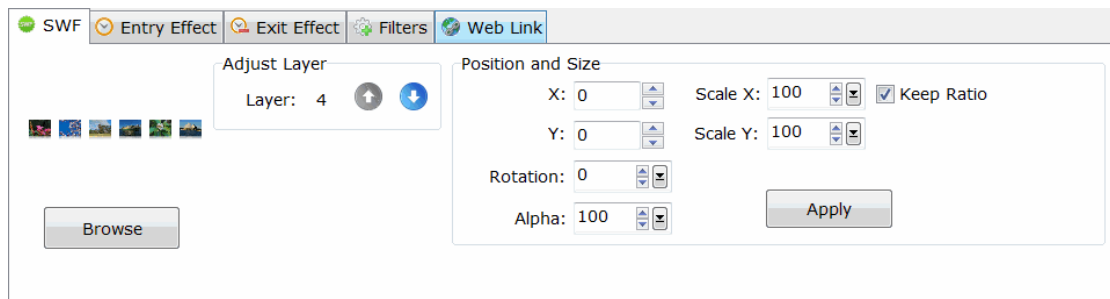 SWF Entry Effect Exit Effect Filters Web Link
Adjust Layer
Layer: 4
Position and Size
X: 0 Scale X: 100 Keep Ratio
Y: 0 Scale Y: 100
Rotation: 0
Alpha: 100
Apply
Browse